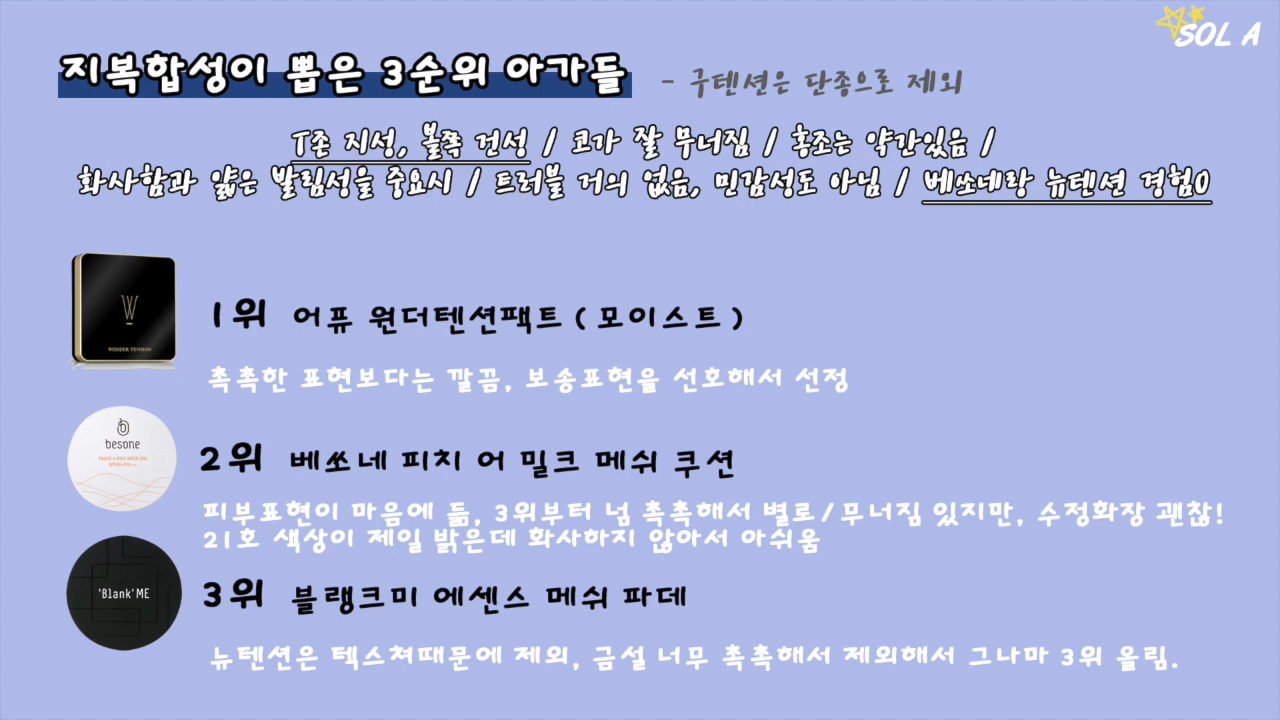 SOL A
지복합성이 뽑은 3순위 아가들 - 구텐션은 단종으로 제외
T존 지성, 볼쪽 건성 / 코가 잘 무너짐 / 홍조는 약간있음 /
화사함과 얇은 발림성을 중요시 / 트러블 거의 없음, 민감성도 아님 / 베쏘네랑 뉴텐션 경험O
W
WONDER TENSION
1위 어퓨 원더텐션팩트 ( 모이스트 )
촉촉한 표현보다는 깔끔, 보송표현을 선호해서 선정
besone
2위 베쏘네 피치 어 밀크 메쉬 쿠션
피부표현이 마음에 듦, 3위부터 넘 촉촉해서 별로/무너짐 있지만, 수정화장 괜찮!
21호 색상이 제일 밝은데 화사하지 않아서 아쉬움
'Blank' ME
3위 블랭크미 에센스 메쉬 파데
뉴텐션은 텍스쳐때문에 제외, 금설 너무 촉촉해서 제외해서 그나마 3위 올림.